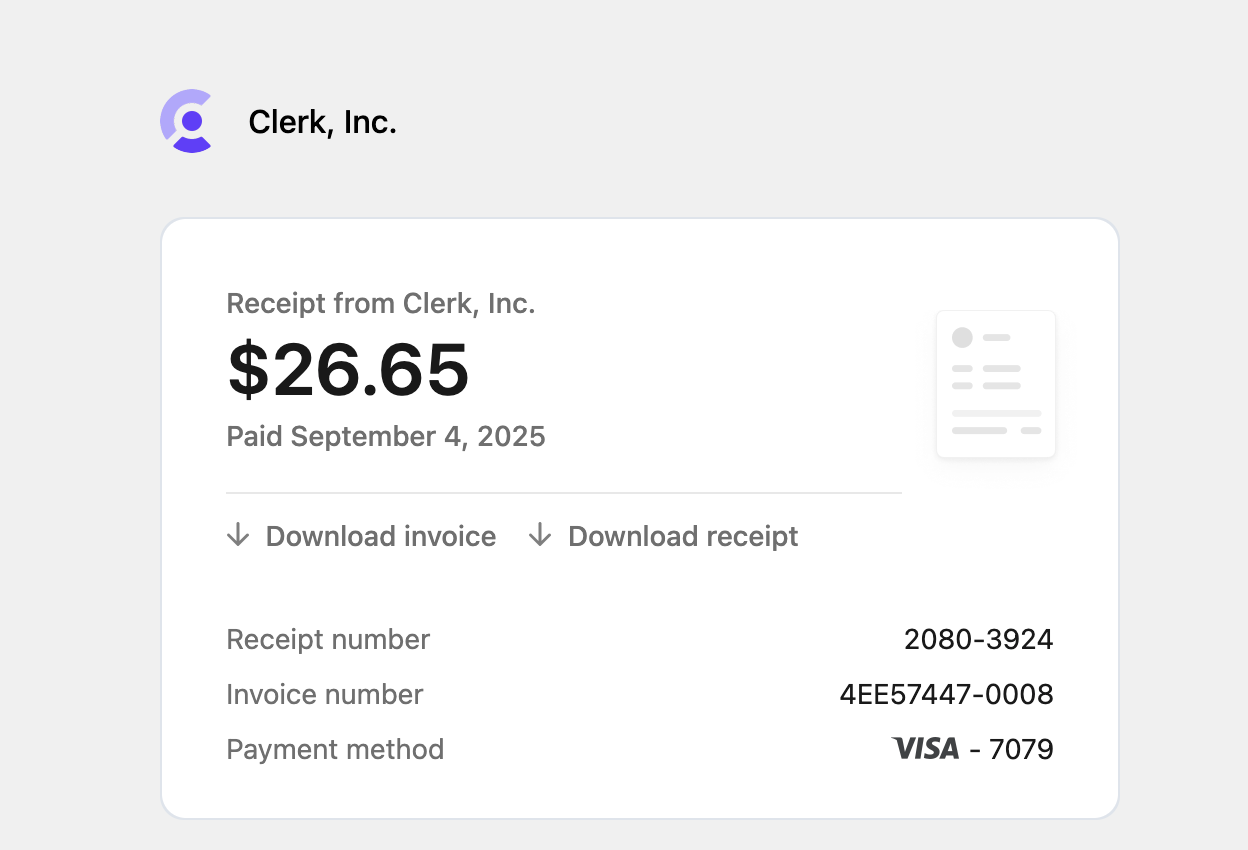 Clerk, Inc.
Receipt from Clerk, Inc.
$26.65
Paid September 4, 2025
Download invoice Download receipt
Receipt number 2080-3924
Invoice number 4EE57447-0008
Payment method VISA - 7079